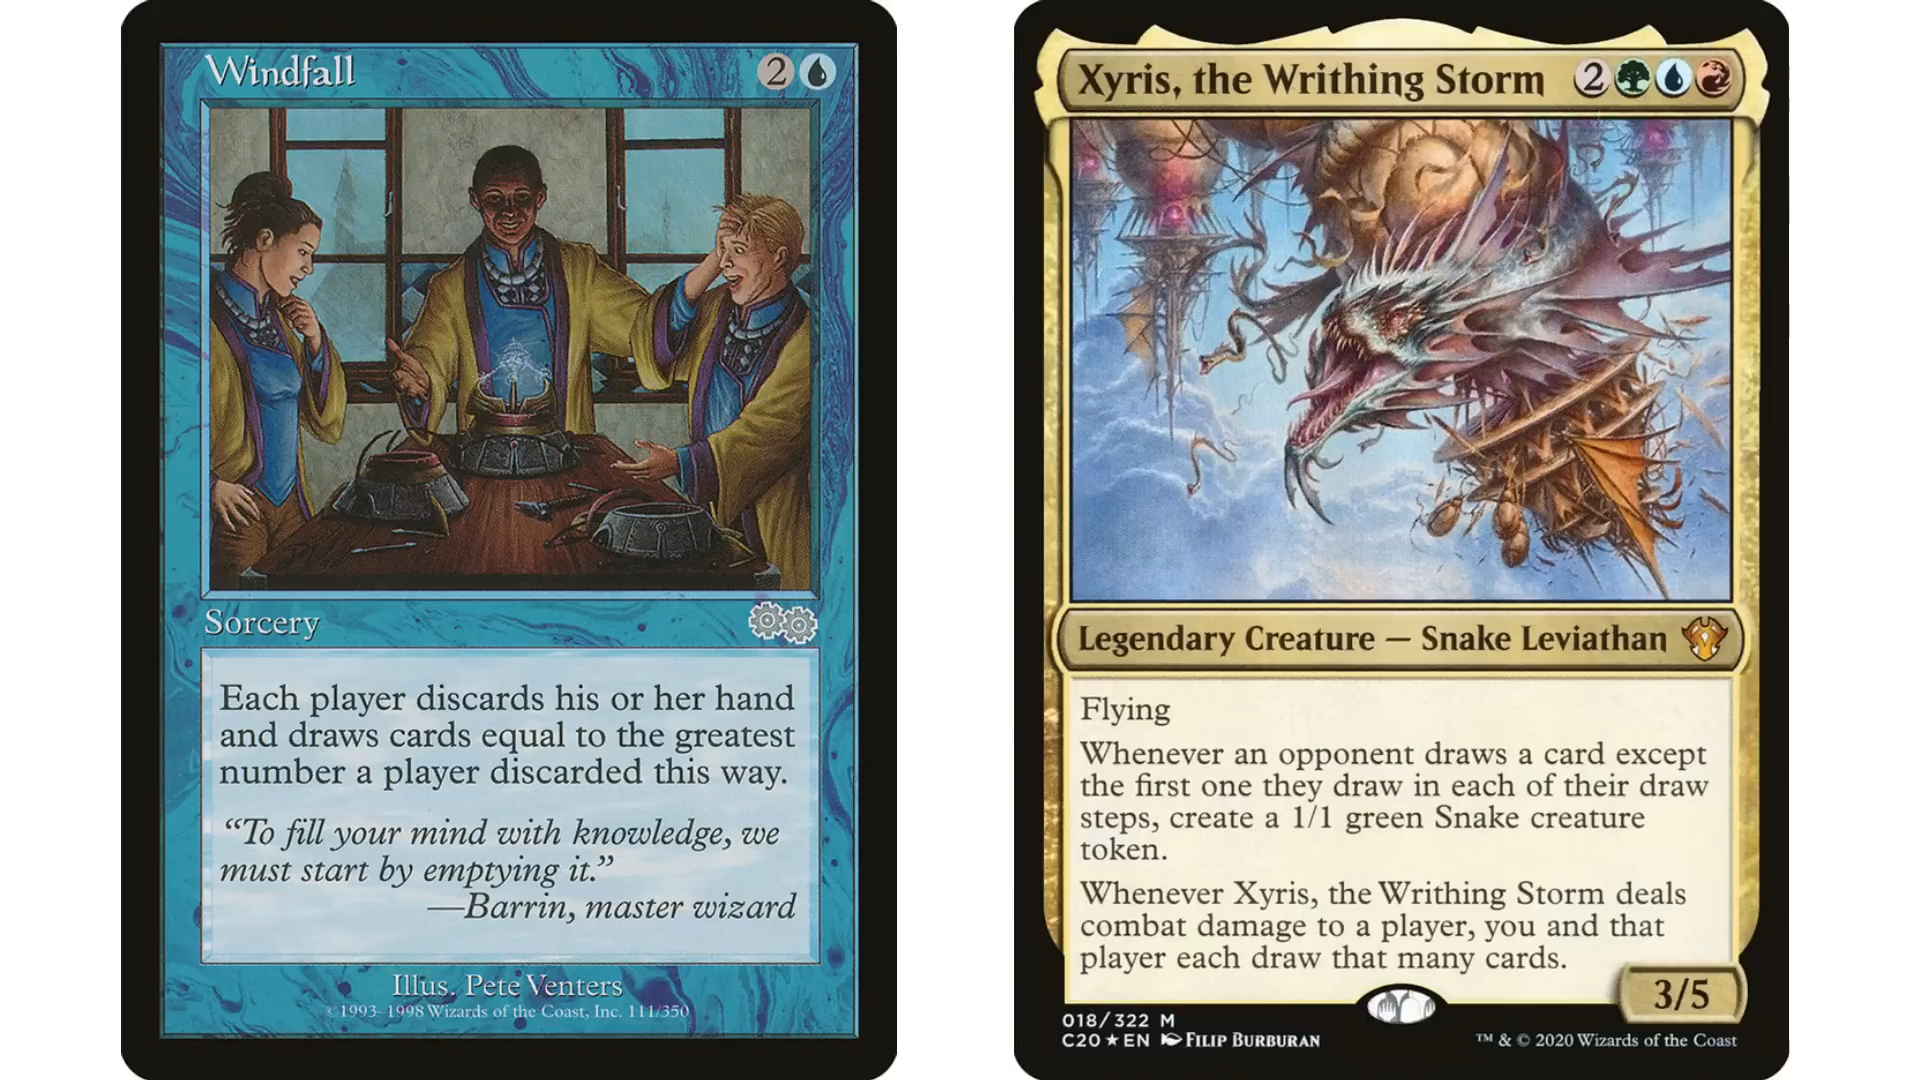 Windfall 2
Sorcery
Each player discards his or her hand
and draws cards equal to the greatest
number a player discarded this way.
“To fill your mind with knowledge, we
must start by emptying it.”
—Barrin, master wizard
Illus. Pete Venters
©1993–1998 Wizards of the Coast, Inc. 111/350
Xyris, the Writhing Storm 2
Legendary Creature — Snake Leviathan
Flying
Whenever an opponent draws a card except
the first one they draw in each of their draw
steps, create a 1/1 green Snake creature
token.
Whenever Xyris, the Writhing Storm deals
combat damage to a player, you and that
player each draw that many cards.
3/5
018/322 M
C20★EN Filip Burburan
™ & © 2020 Wizards of the Coast